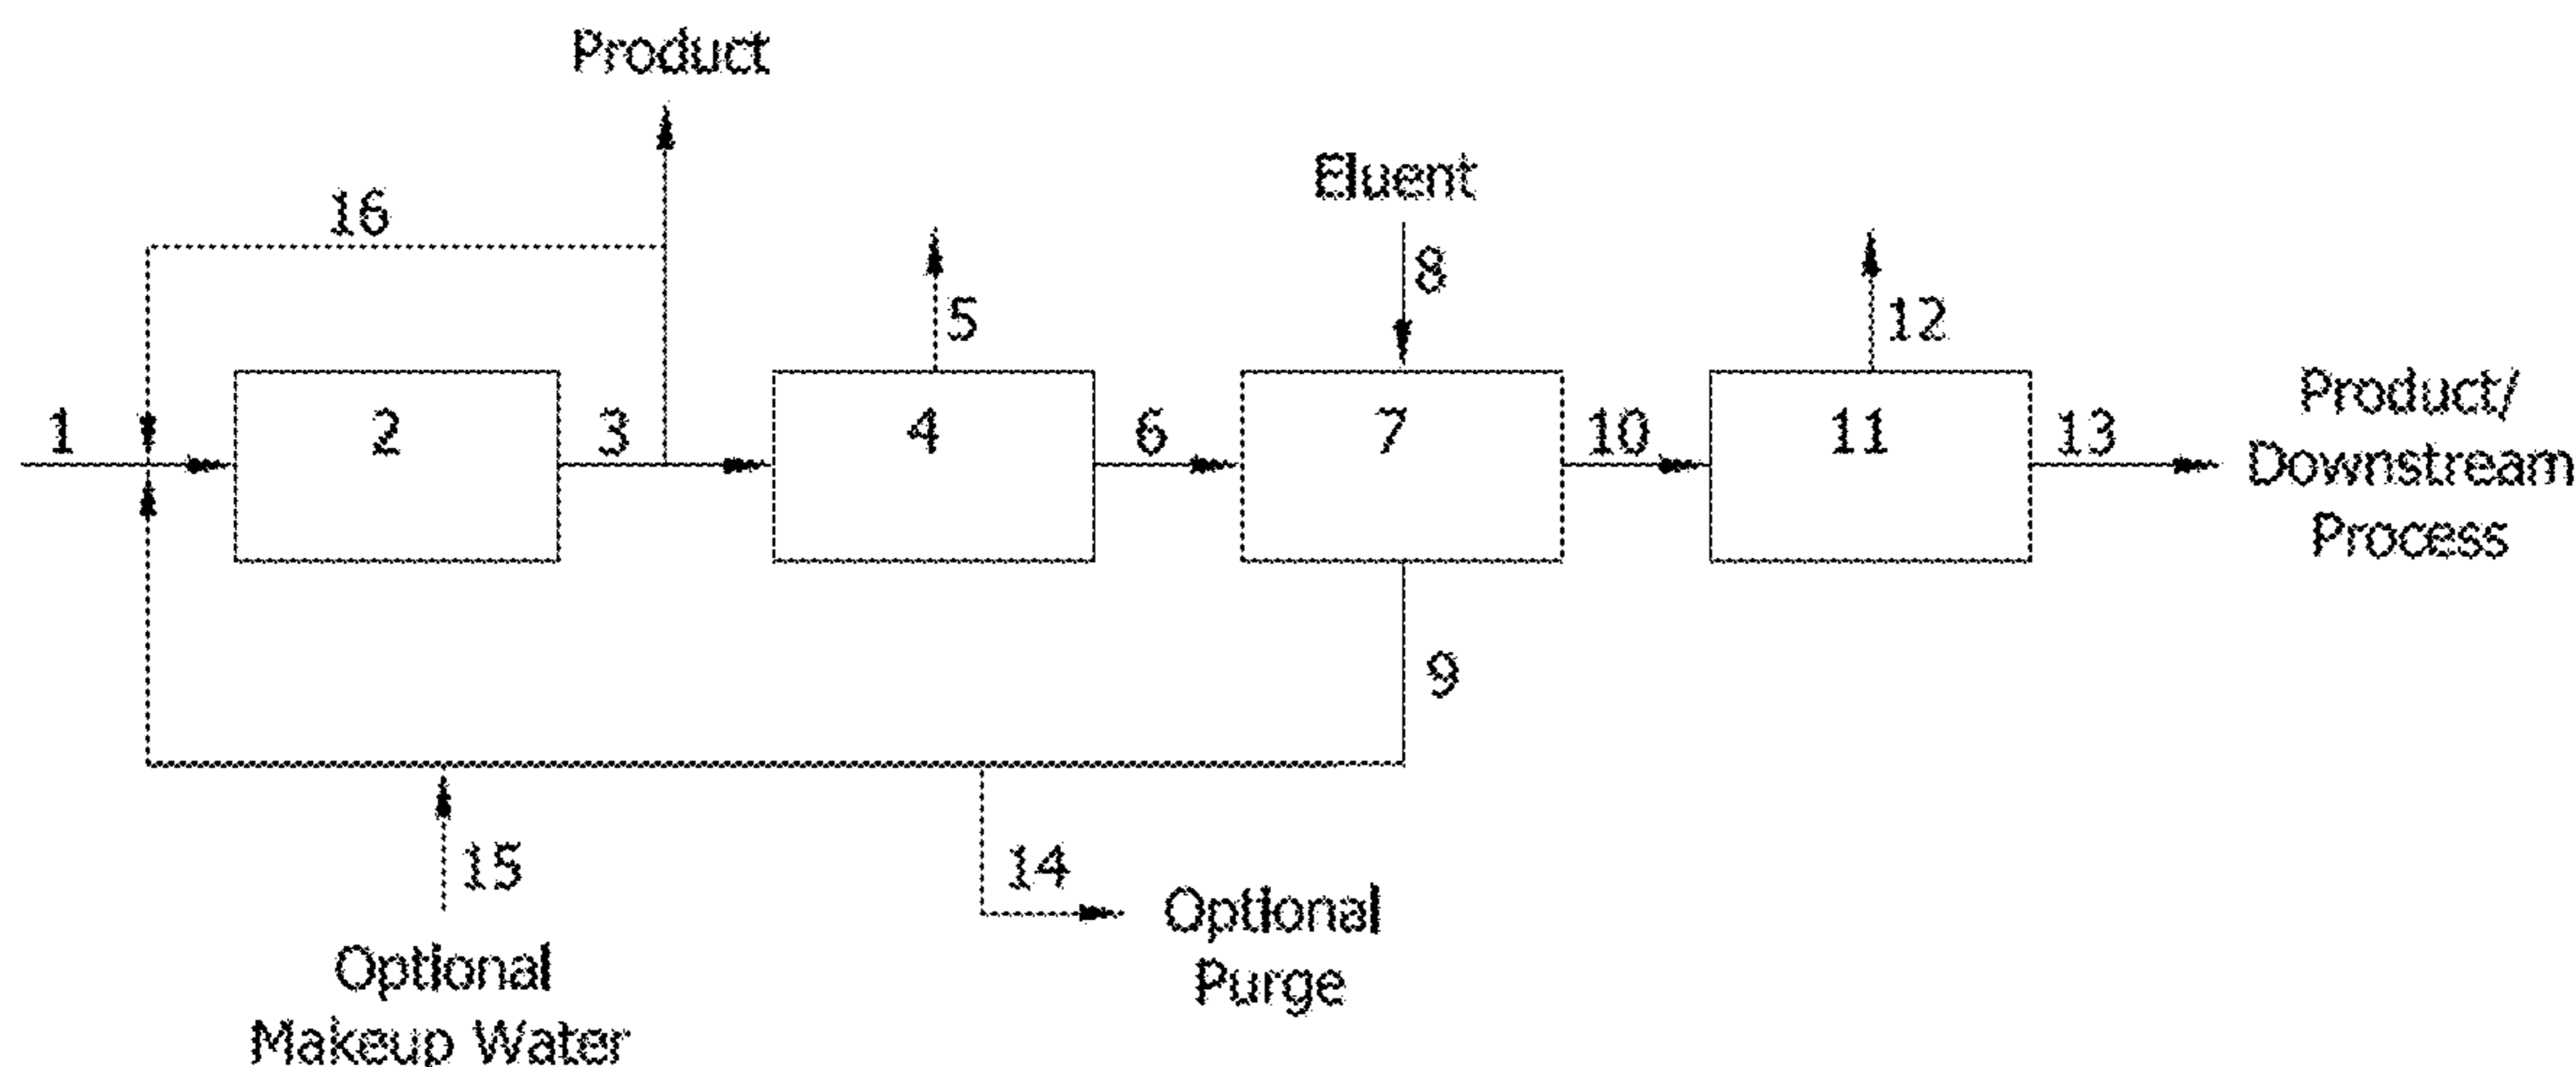 Product
Eluent
16
8
5
12
1
2
3
4
6
7
10
11
13
Product/
Downstream
Process
9
15
14
Optional
Purge
Optional
Makeup Water